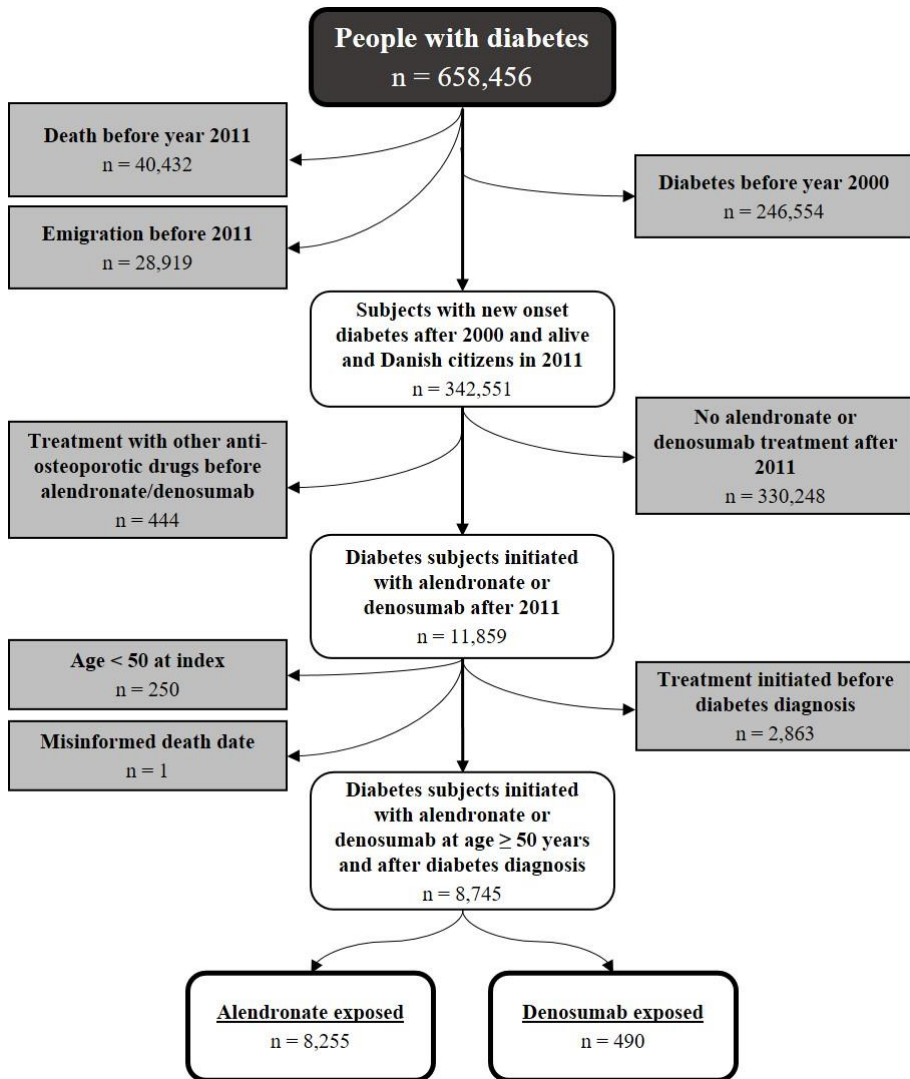 People with diabetes
n = 658,456
Death before year 2011
n = 40,432
Diabetes before year 2000
n = 246,554
Emigration before 2011
n = 28,919
Subjects with new onset
diabetes after 2000 and alive
and Danish citizens in 2011
n = 342,551
Treatment with other anti-
osteoporotic drugs before
alendronate/denosumab
n = 444
No alendronate or
denosumab treatment after
2011
n = 330,248
Diabetes subjects initiated
with alendronate or
denosumab after 2011
n = 11,859
Age < 50 at index
n = 250
Treatment initiated before
diabetes diagnosis
n = 2,863
Misinformed death date
n = 1
Diabetes subjects initiated
with alendronate or
denosumab at age ≥ 50 years
and after diabetes diagnosis
n = 8,745
Alendronate exposed
n = 8,255
Denosumab exposed
n = 490